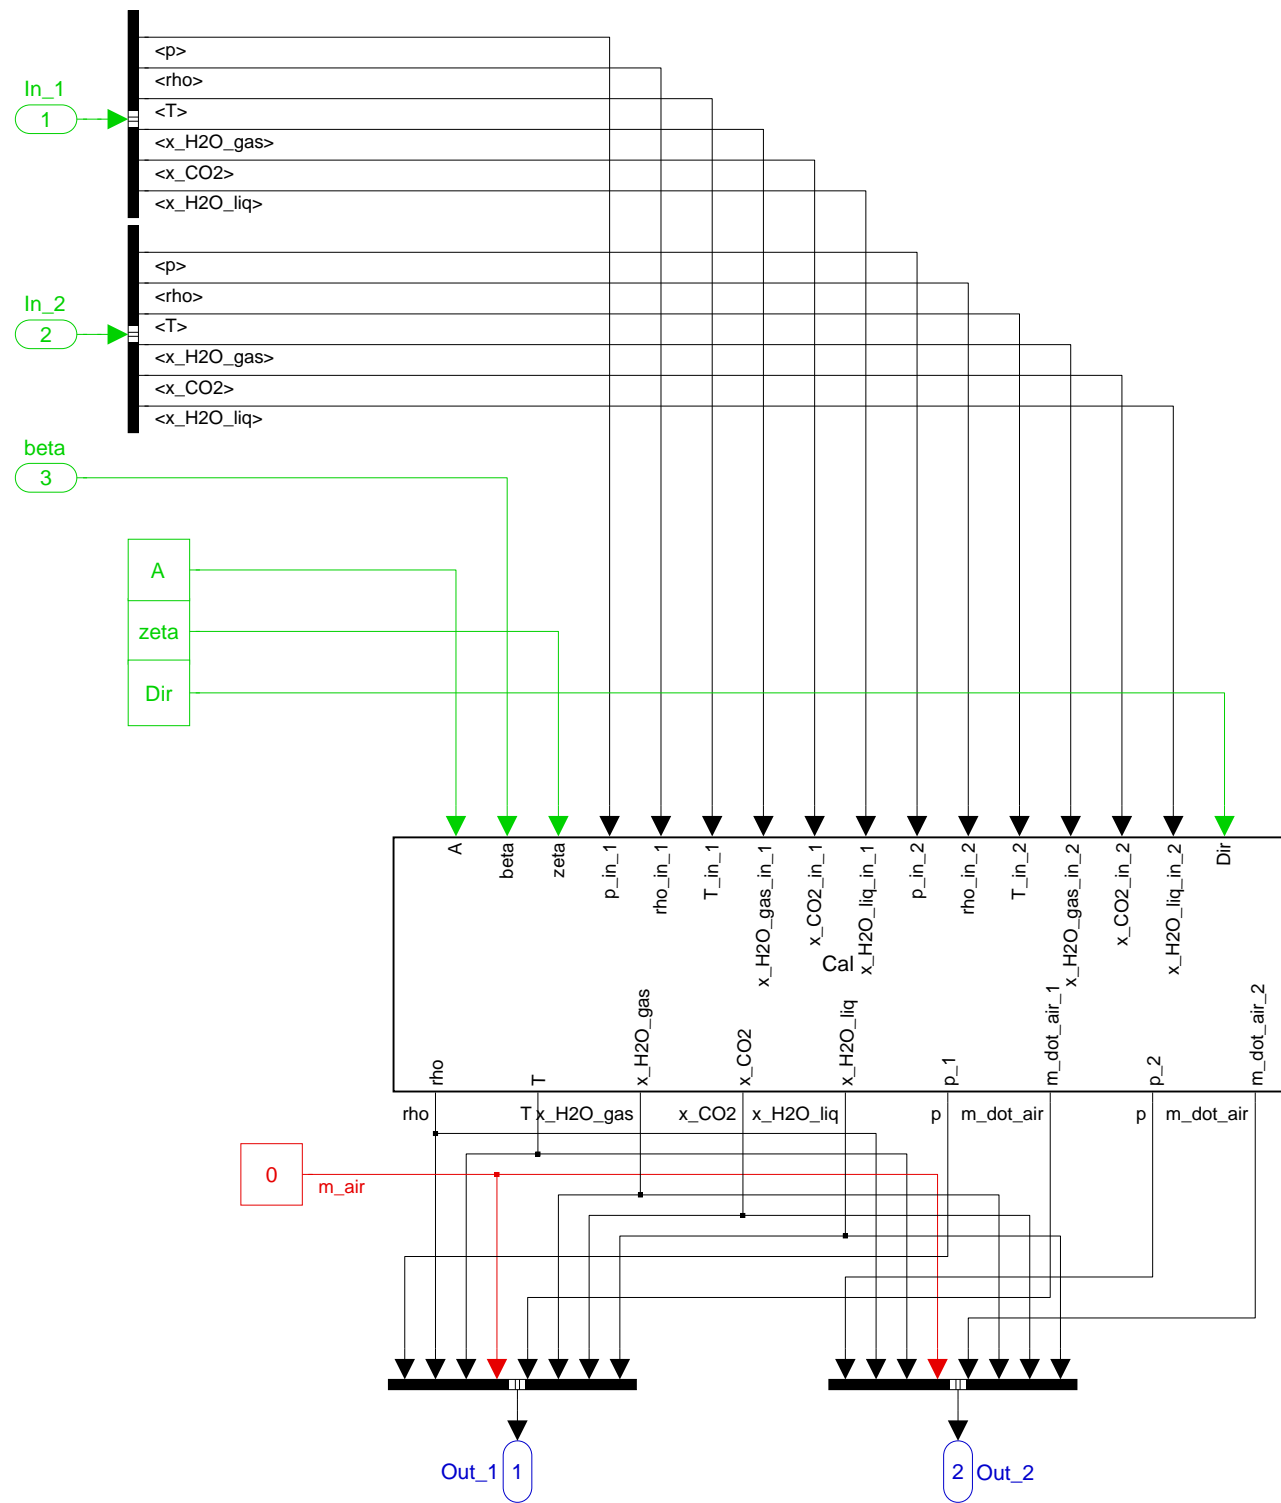 In_1
1
<p>
<rho>
<T>
<x_H2O_gas>
<x_CO2>
<x_H2O_liq>
In_2
2
<p>
<rho>
<T>
<x_H2O_gas>
<x_CO2>
<x_H2O_liq>
beta
3
A
zeta
Dir
A
beta
zeta
p_in_1
rho_in_1
T_in_1
x_H2O_gas_in_1
x_CO2_in_1
x_H2O_liq_in_1
p_in_2
rho_in_2
T_in_2
x_H2O_gas_in_2
x_CO2_in_2
x_H2O_liq_in_2
Dir
Cal
rho
T
x_H2O_gas
x_CO2
x_H2O_liq
p_1
m_dot_air_1
p_2
m_dot_air_2
rho
T
x_H2O_gas
x_CO2
x_H2O_liq
p
m_dot_air
p
m_dot_air
0
m_air
Out_1
1
2
Out_2